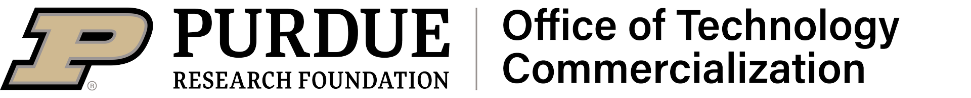 P®
PURDUE
RESEARCH FOUNDATION
Office of Technology
Commercialization